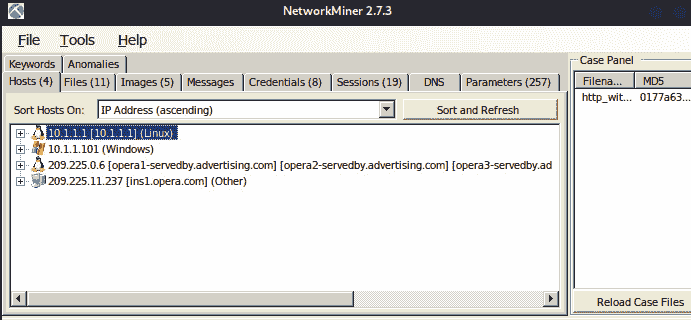 NetworkMiner 2.7.3
File Tools Help
Keywords Anomalies
Hosts (4) Files (11) Images (5) Messages Credentials (8) Sessions (19) DNS Parameters (257)
Sort Hosts On: IP Address (ascending) Sort and Refresh
10.1.1.1 [10.1.1.1] (Linux)
10.1.1.101 (Windows)
209.225.0.6 [opera1-servedby.advertising.com] [opera2-servedby.advertising.com] [opera3-servedby.ad
209.225.11.237 [ins1.opera.com] (Other)
Case Panel
Filena... MD5
http_wit... 0177a63...
Reload Case Files